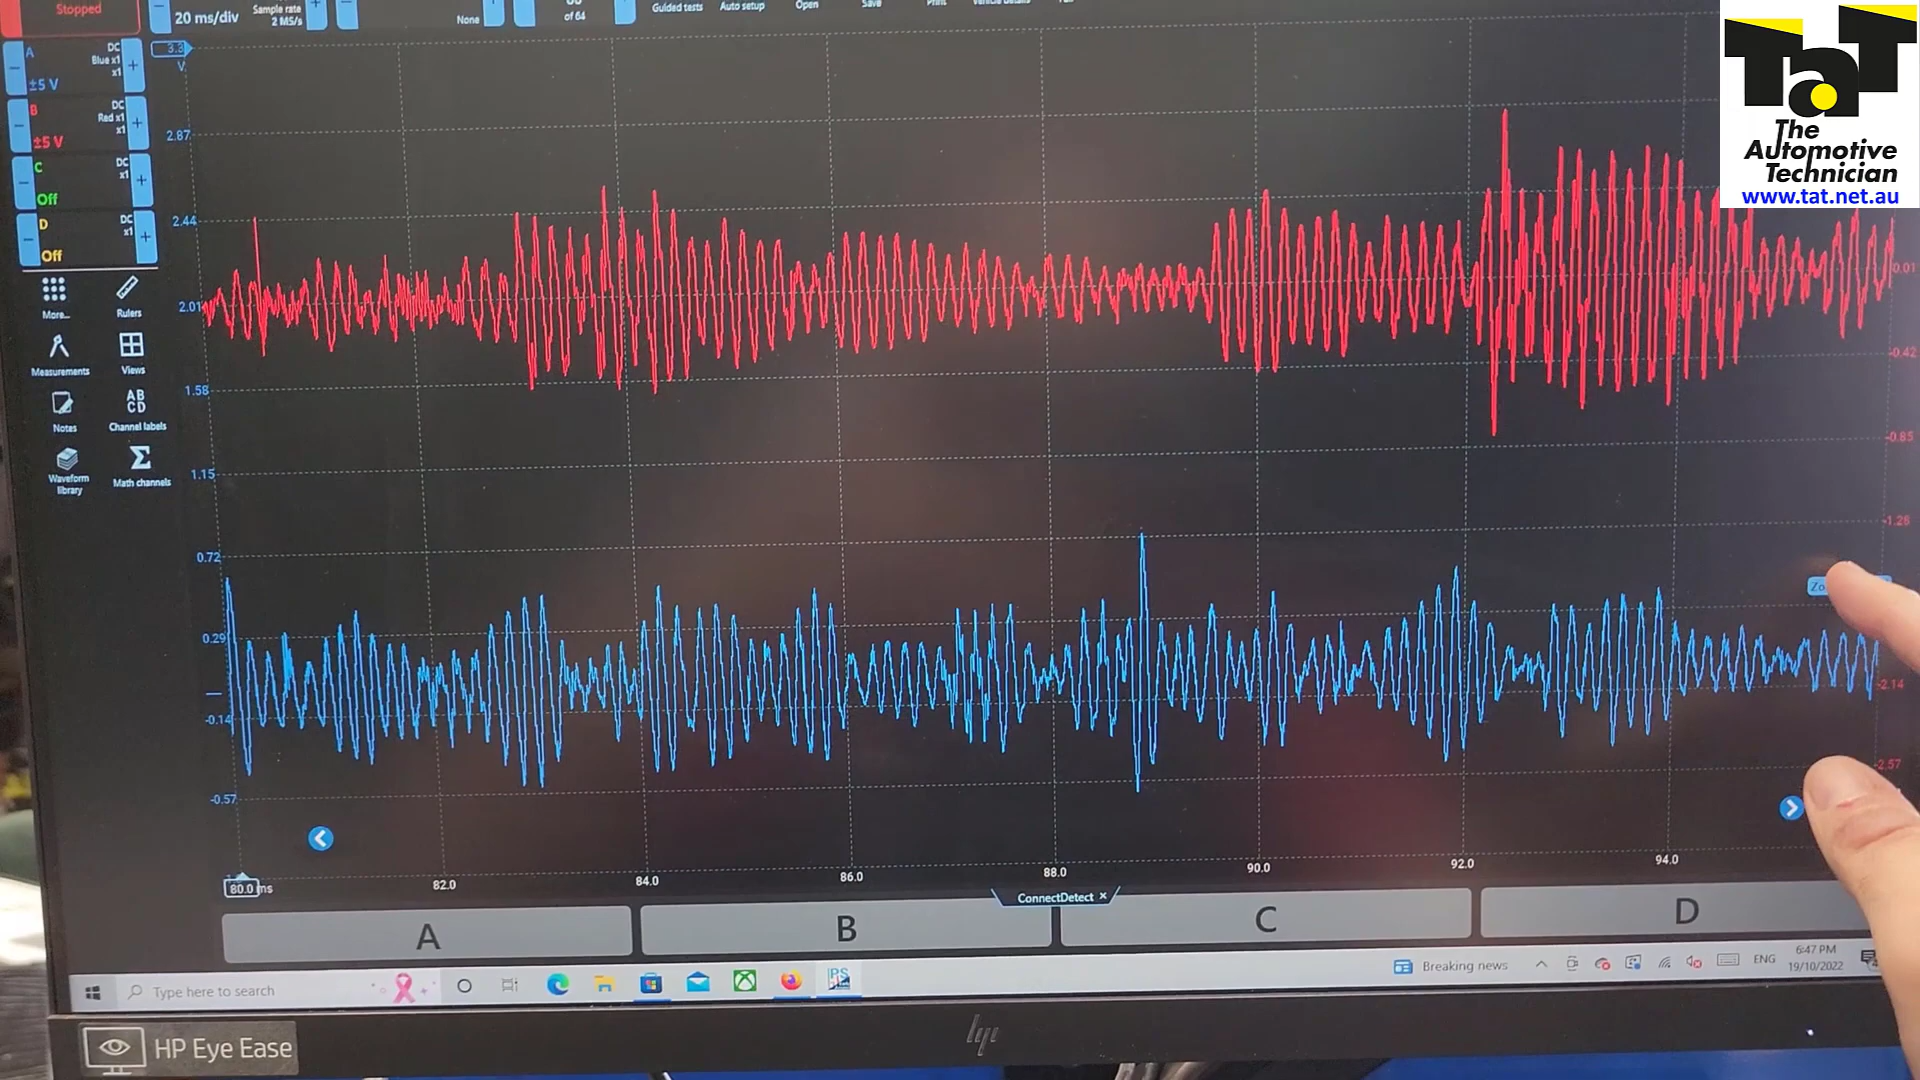 Stopped
20 ms/div
Sample rate
2 MS/s
None
of 64
Guided tests
Auto setup
Open
Save
Print
Vehicle details
A
DC
Blue x1
x1
±5 V
B
DC
Red x1
x1
±5 V
C
DC
x1
Off
D
DC
x1
Off
More...
Rulers
Measurements
Views
AB
CD
Notes
Channel labels
Waveform
library
Math channels
3.3
V
2.87
2.44
2.01
1.58
1.15
0.72
0.29
-0.14
-0.57
0.01
-0.42
-0.85
-1.28
-2.14
-2.57
80.0 ms
82.0
84.0
86.0
88.0
90.0
92.0
94.0
ConnectDetect ×
A
B
C
D
Type here to search
Breaking news
ENG
6:47 PM
19/10/2022
HP Eye Ease
hp
TaT
The
Automotive
Technician
www.tat.net.au